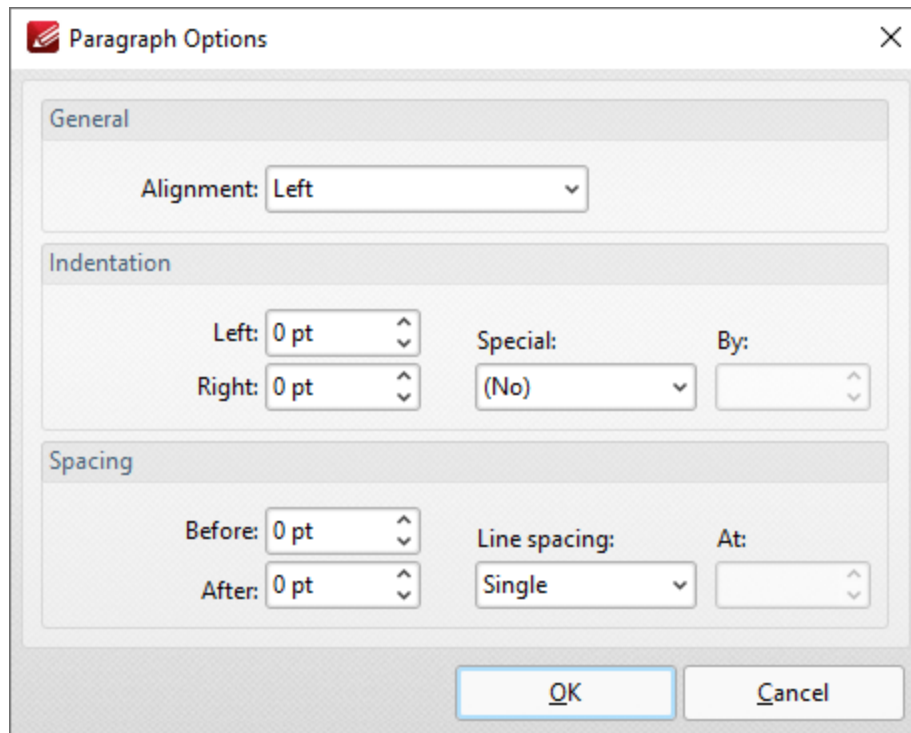 Paragraph Options
General
Alignment: Left
Indentation
Left: 0 pt
Special: By:
Right: 0 pt (No)
Spacing
Before: 0 pt
Line spacing: At:
After: 0 pt Single
OK Cancel